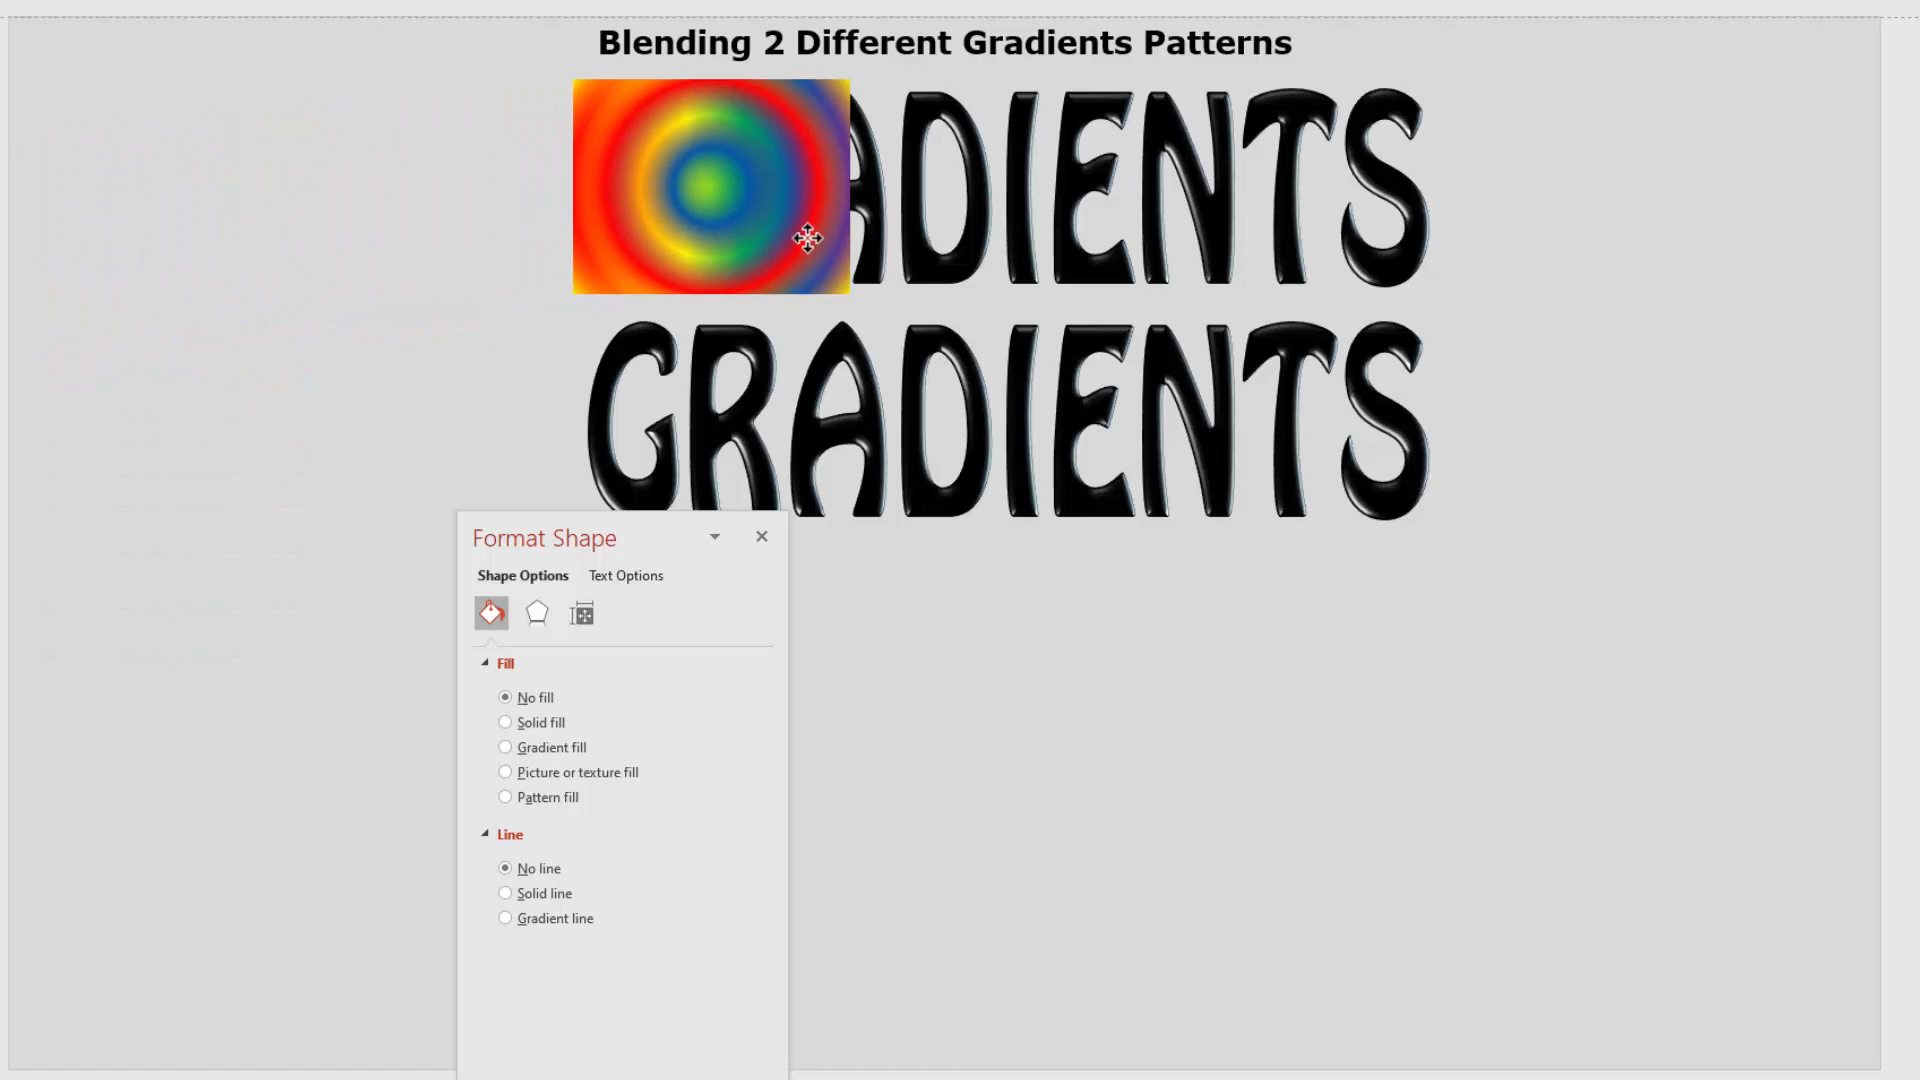 Blending 2 Different Gradients Patterns
ADIENTS
GRADIENTS
Format Shape
Shape Options Text Options
Fill
No fill
Solid fill
Gradient fill
Picture or texture fill
Pattern fill
Line
No line
Solid line
Gradient line